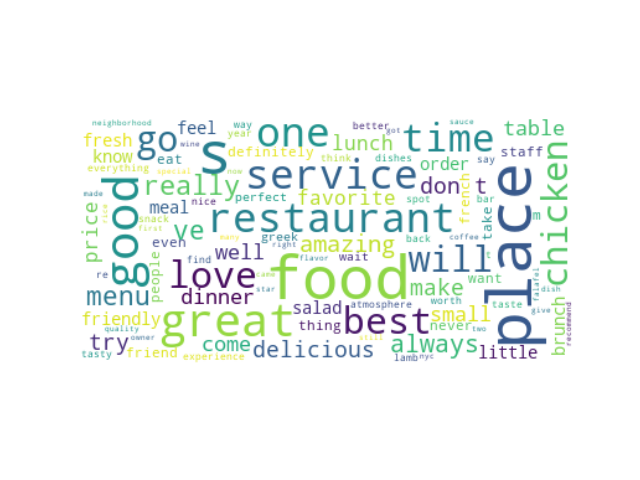 neighborhood
way
better
got
sauce
fresh
go
feel
s
one
year
time
table
know
eat
definitely
lunch
think
dishes
say
staff
everything
special
now
service
order
made
rice
good
really
perfect
favorite
don
t
french
take
bar
m
place
chicken
price
snack
first
meal
nice
restaurant
spot
ve
many
greek
right
amazing
back
coffee
t
even
people
find
well
flavor
wait
will
want
falafel
dish
re
love
came
food
make
taste
give
menu
dinner
star
salad
atmosphere
worth
small
brunch
recommend
friendly
great
thing
best
never
two
quality
owner
still
try
come
always
tasty
friend
experience
delicious
lamb
nyc
little
wine